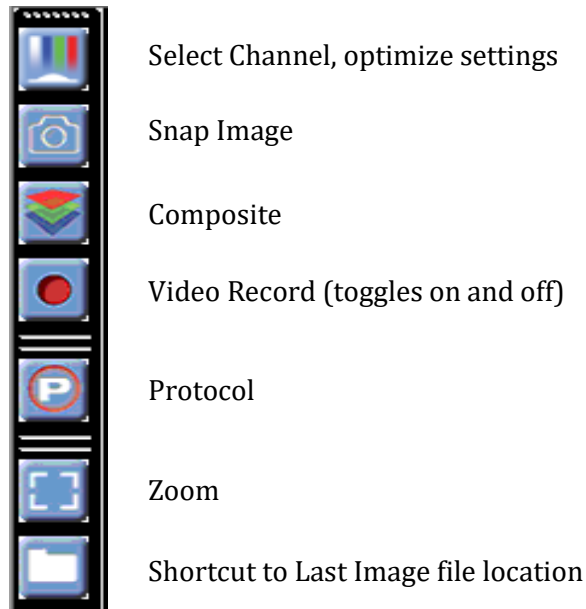 Select Channel, optimize settings
Snap Image
Composite
Video Record (toggles on and off)
P
Protocol
Zoom
Shortcut to Last Image file location